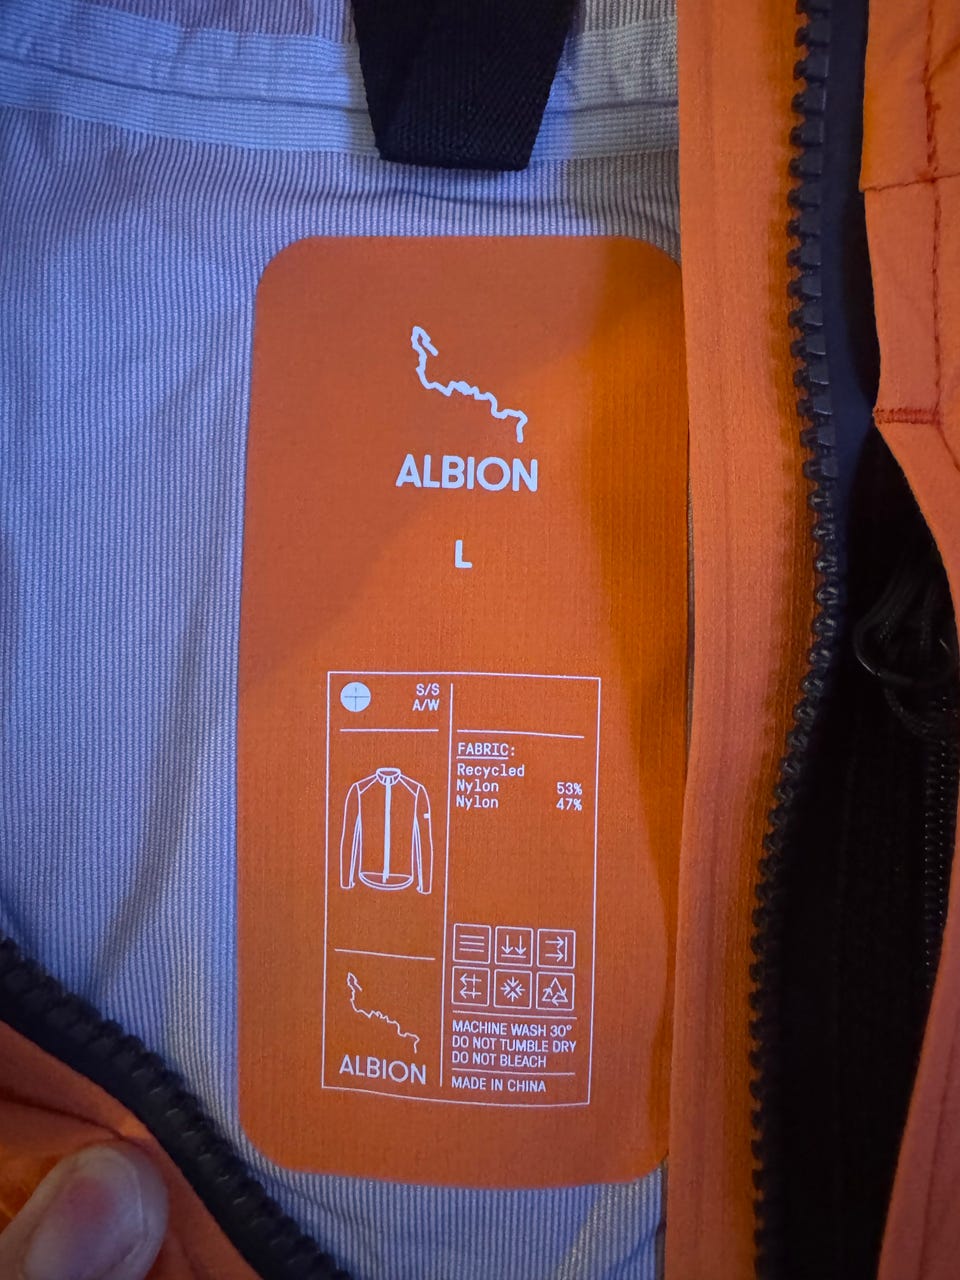 ALBION
L
S/S
A/W
FABRIC:
Recycled
Nylon 53%
Nylon 47%
MACHINE WASH 30°
DO NOT TUMBLE DRY
DO NOT BLEACH
MADE IN CHINA
ALBION